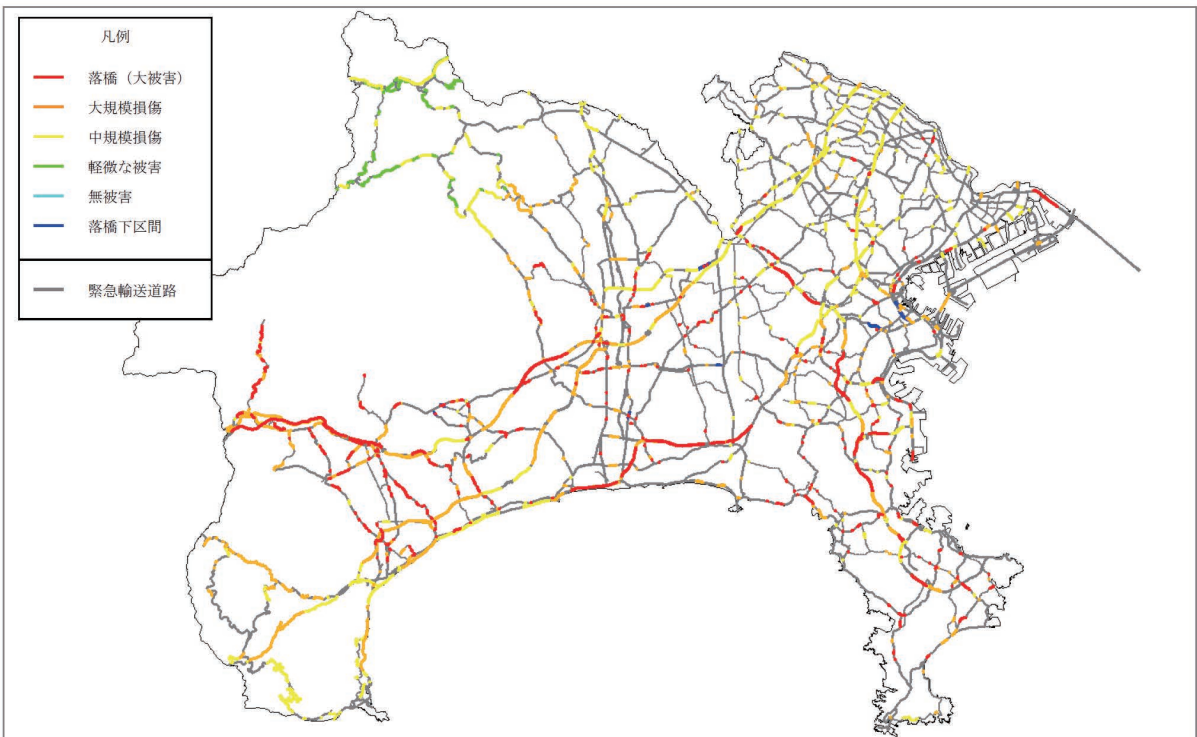 凡例
落橋（大被害）
大規模損傷
中規模損傷
軽微な被害
無被害
落橋下区間
緊急輸送道路